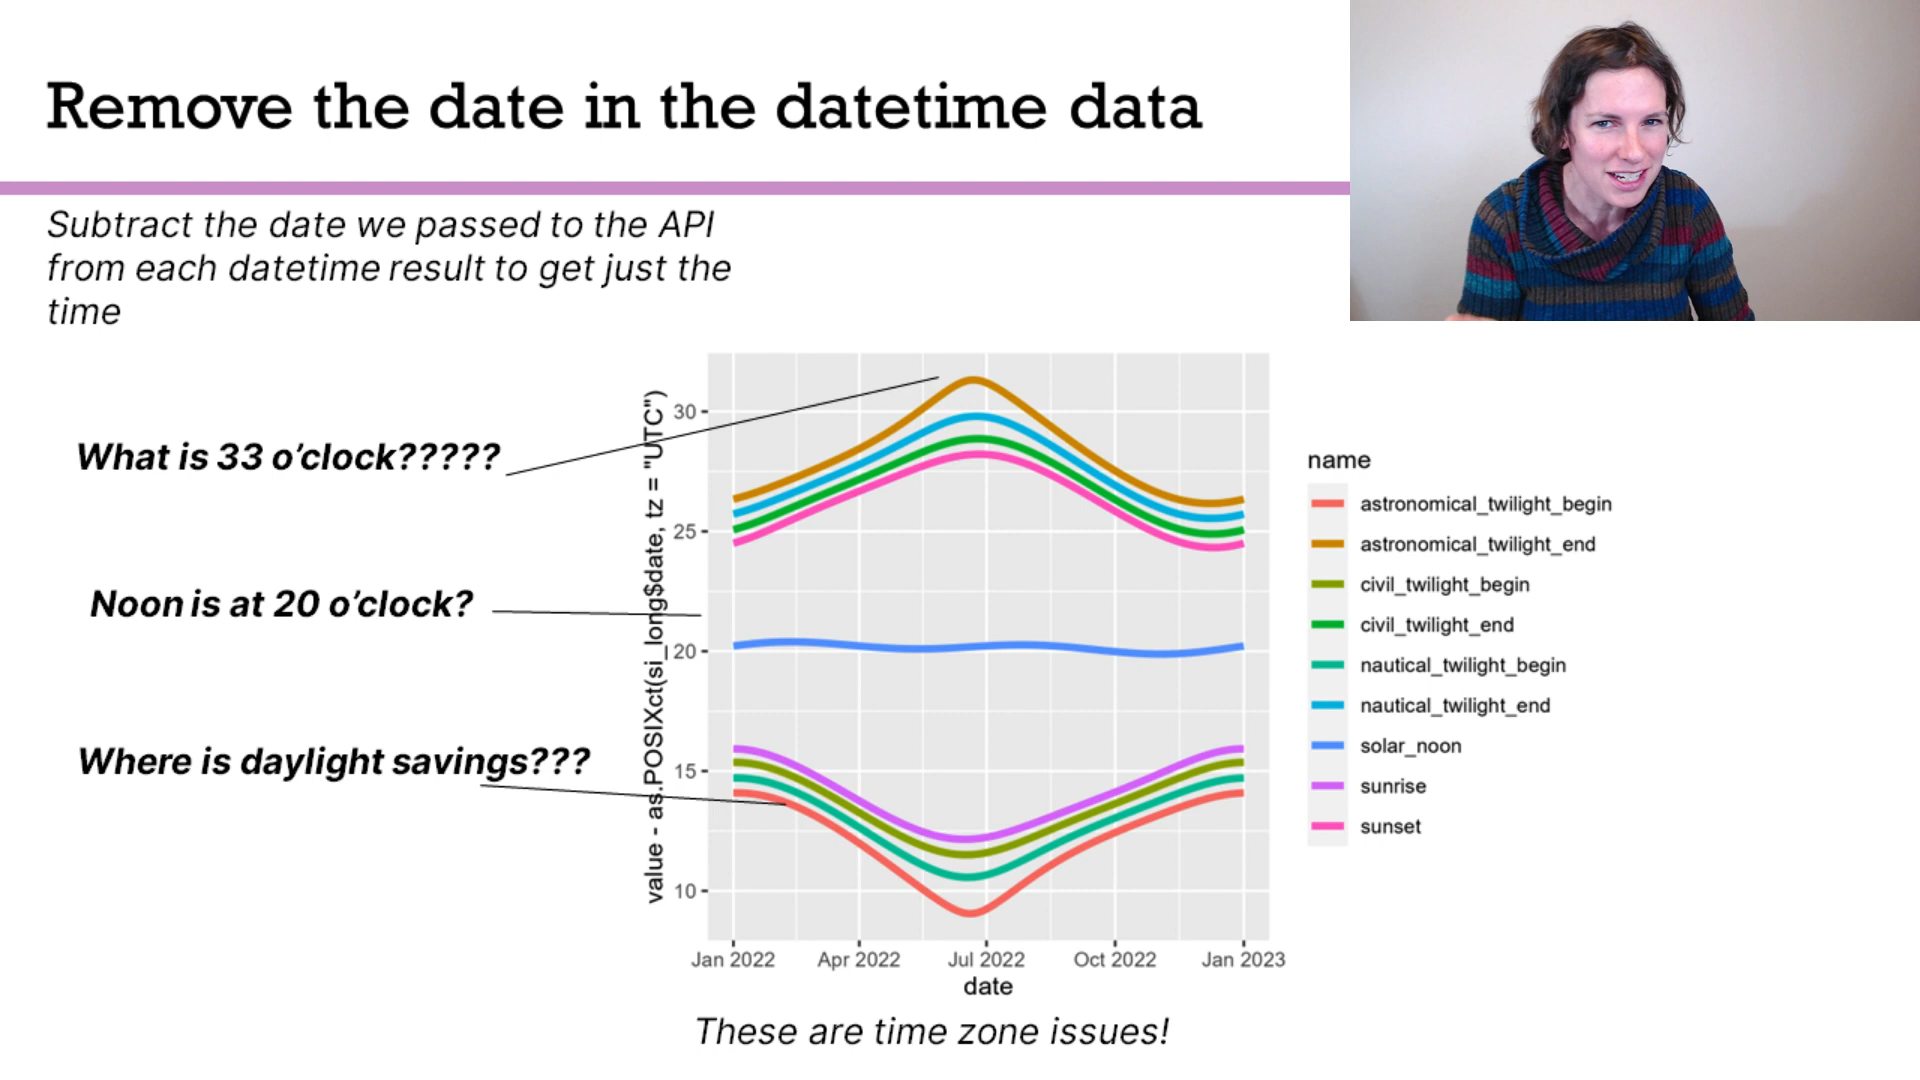 Remove the date in the datetime data
Subtract the date we passed to the API
from each datetime result to get just the
time
What is 33 o’clock?????
Noon is at 20 o’clock?
Where is daylight savings???
value - as.POSIXct(si_long$date, tz = "UTC")
30
25
20
15
10
Jan 2022
Apr 2022
Jul 2022
Oct 2022
Jan 2023
date
name
astronomical_twilight_begin
astronomical_twilight_end
civil_twilight_begin
civil_twilight_end
nautical_twilight_begin
nautical_twilight_end
solar_noon
sunrise
sunset
These are time zone issues!